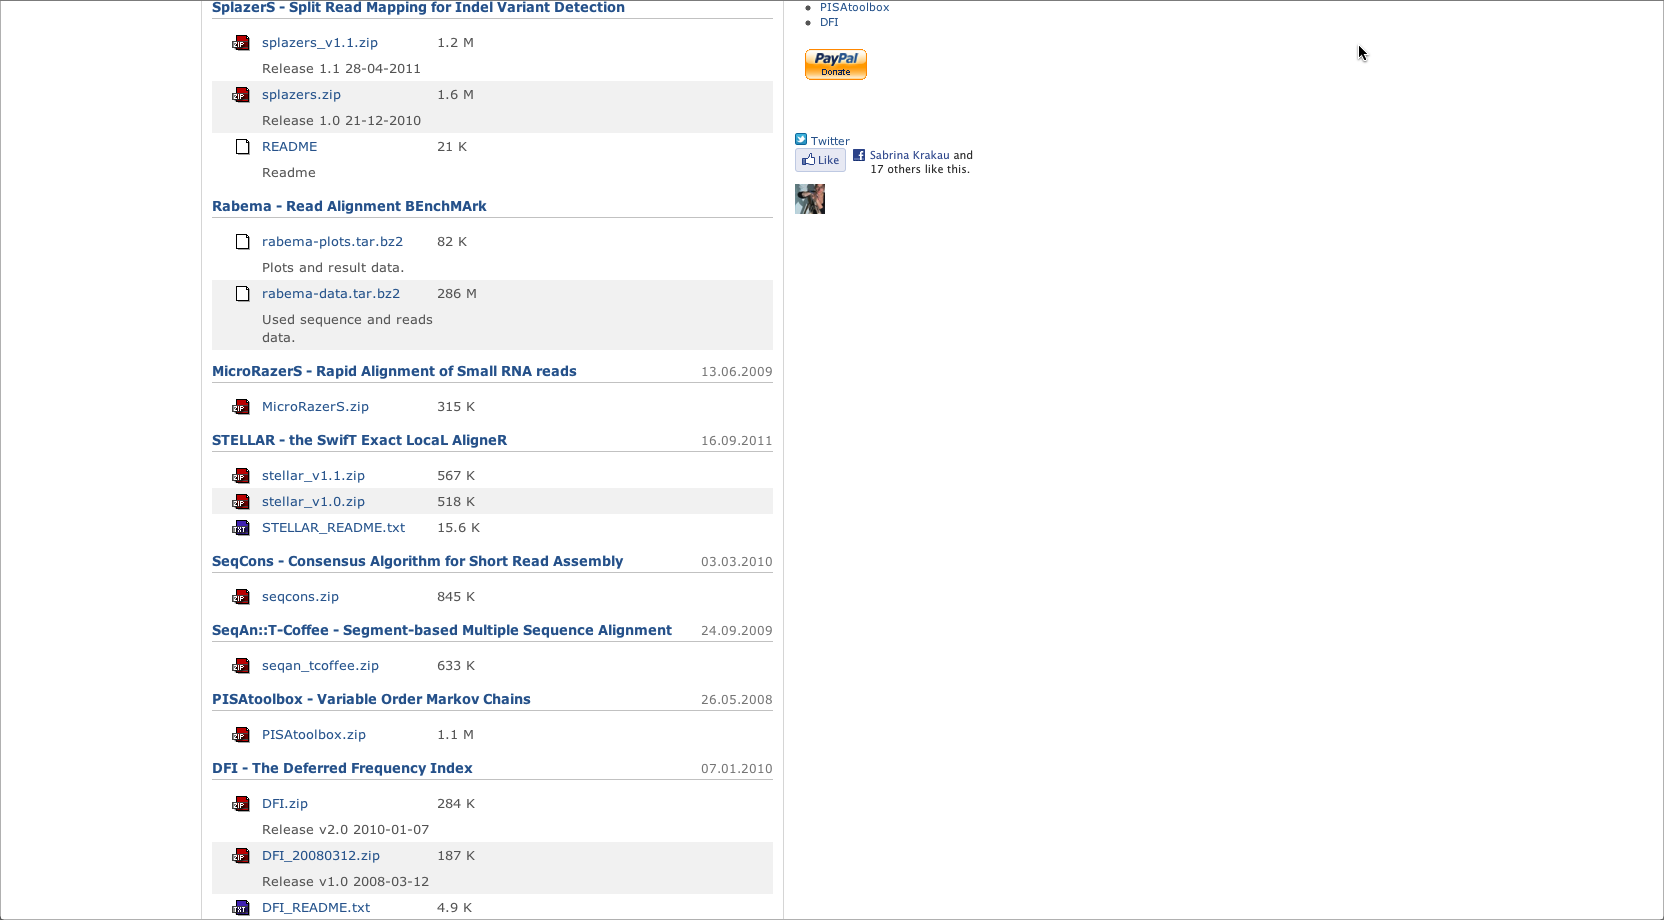 SplazerS - Split Read Mapping for Indel Variant Detection
splazers_v1.1.zip 1.2 M
Release 1.1 28-04-2011
splazers.zip 1.6 M
Release 1.0 21-12-2010
README 21 K
Readme
Rabema - Read Alignment BEnchMArk
rabema-plots.tar.bz2 82 K
Plots and result data.
rabema-data.tar.bz2 286 M
Used sequence and reads
data.
MicroRazerS - Rapid Alignment of Small RNA reads 13.06.2009
ZIP MicroRazerS.zip 315 K
STELLAR - the SwifT Exact LocaL AligneR 16.09.2011
ZIP stellar_v1.1.zip 567 K
ZIP stellar_v1.0.zip 518 K
TXT STELLAR_README.txt 15.6 K
SeqCons - Consensus Algorithm for Short Read Assembly 03.03.2010
ZIP seqcons.zip 845 K
SeqAn::T-Coffee - Segment-based Multiple Sequence Alignment 24.09.2009
ZIP seqan_tcoffee.zip 633 K
PISAtoolbox - Variable Order Markov Chains 26.05.2008
ZIP PISAtoolbox.zip 1.1 M
DFI - The Deferred Frequency Index 07.01.2010
ZIP DFI.zip 284 K
Release v2.0 2010-01-07
ZIP DFI_20080312.zip 187 K
Release v1.0 2008-03-12
TXT DFI_README.txt 4.9 K
PISAtoolbox
DFI
PayPal
Donate
Twitter
Like
Sabrina Krakau and
17 others like this.